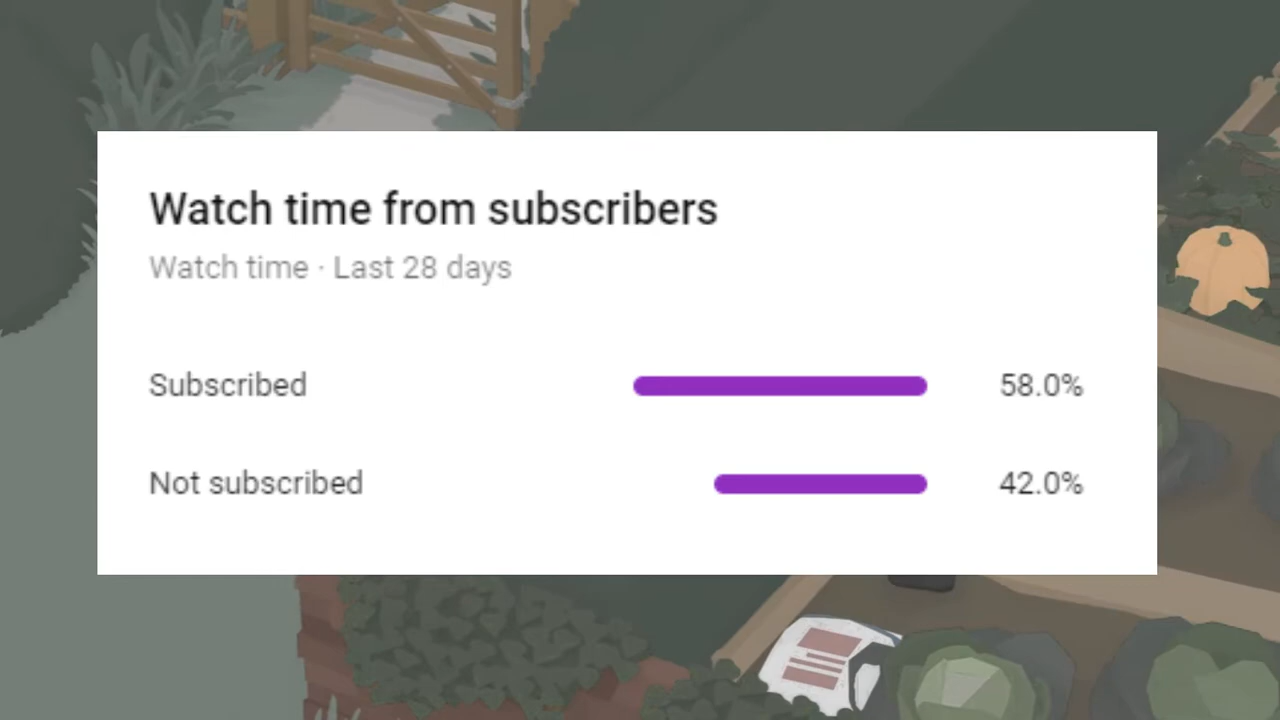 Watch time from subscribers
Watch time · Last 28 days
Subscribed 58.0%
Not subscribed 42.0%